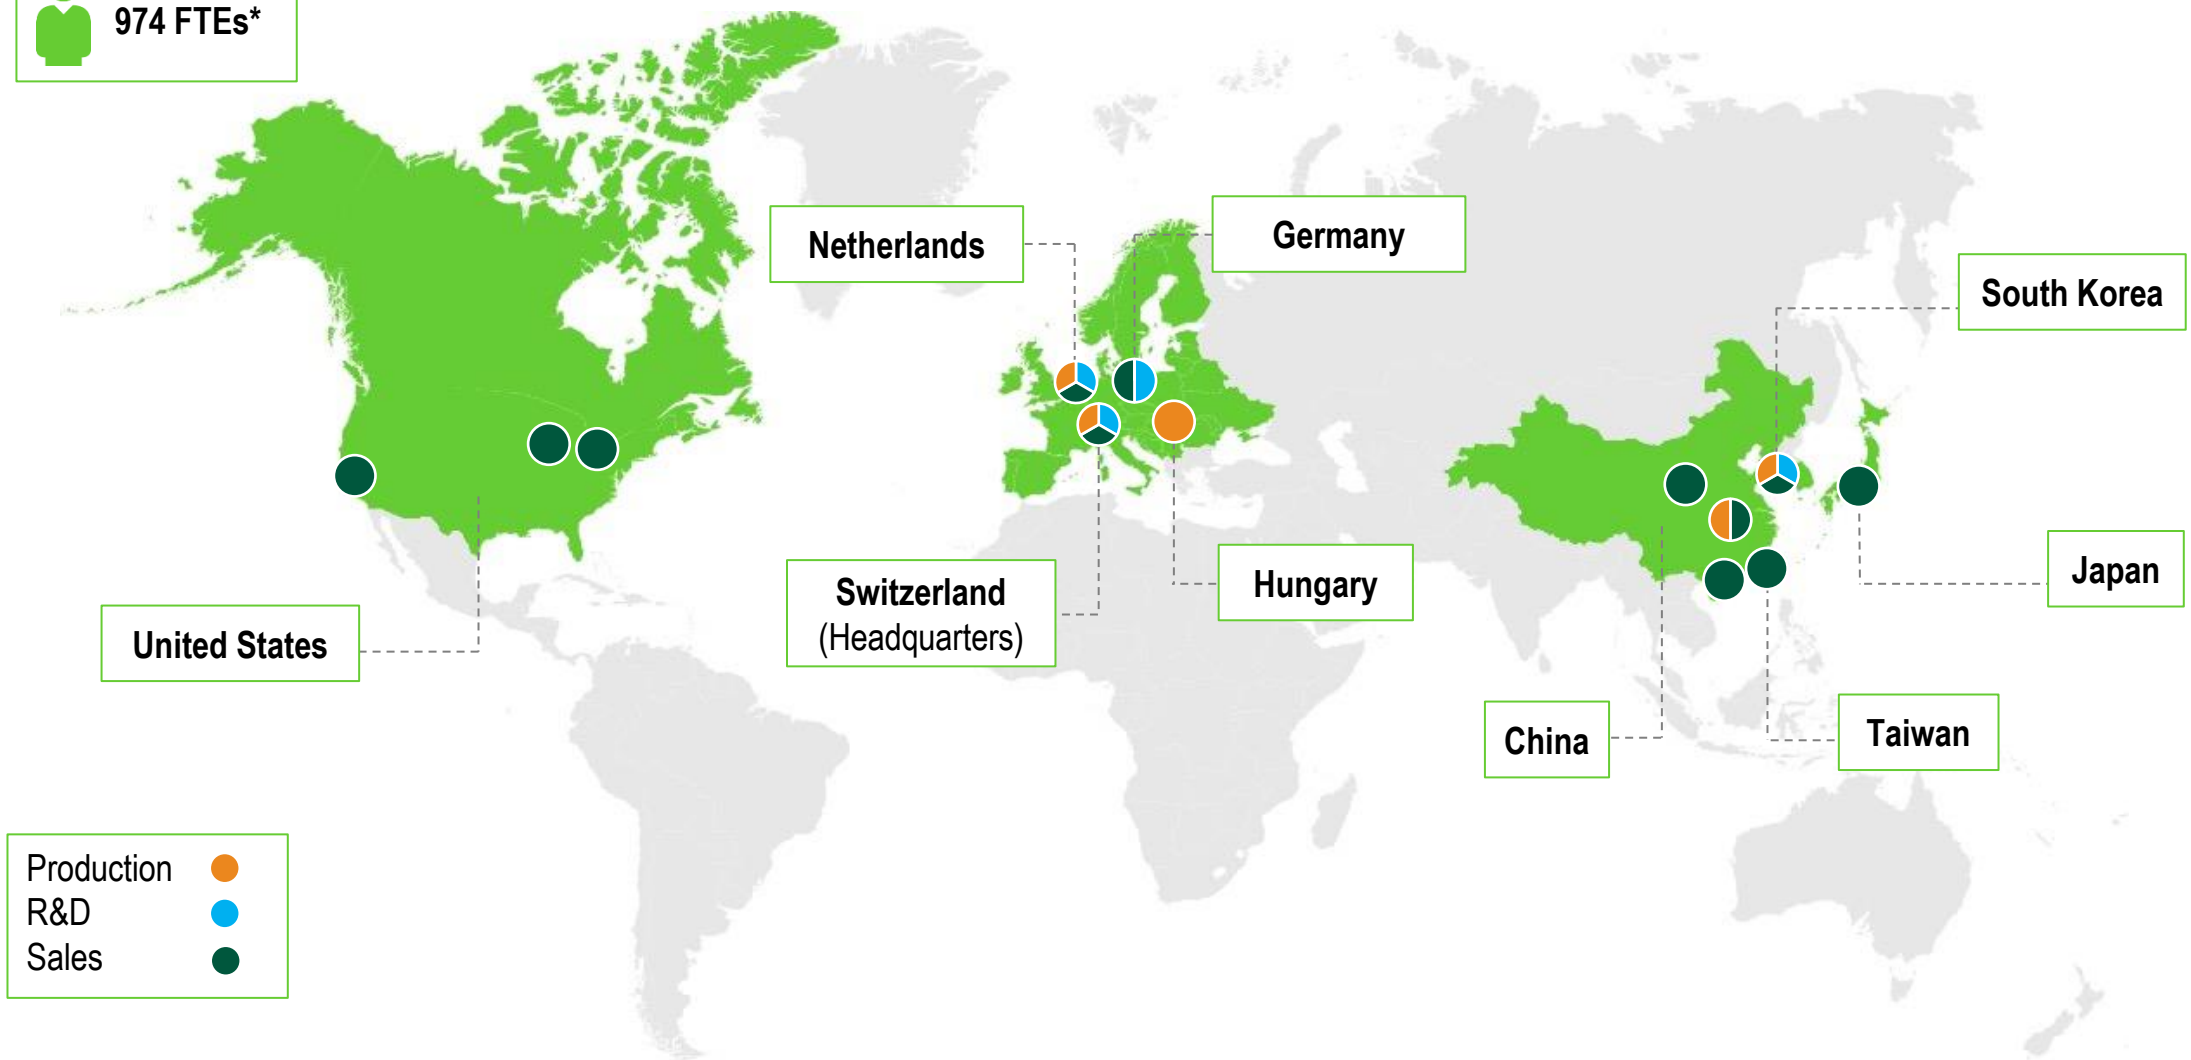 974 FTEs*
Netherlands
Germany
South Korea
Switzerland
(Headquarters)
Hungary
Japan
United States
China
Taiwan
Production
R&D
Sales